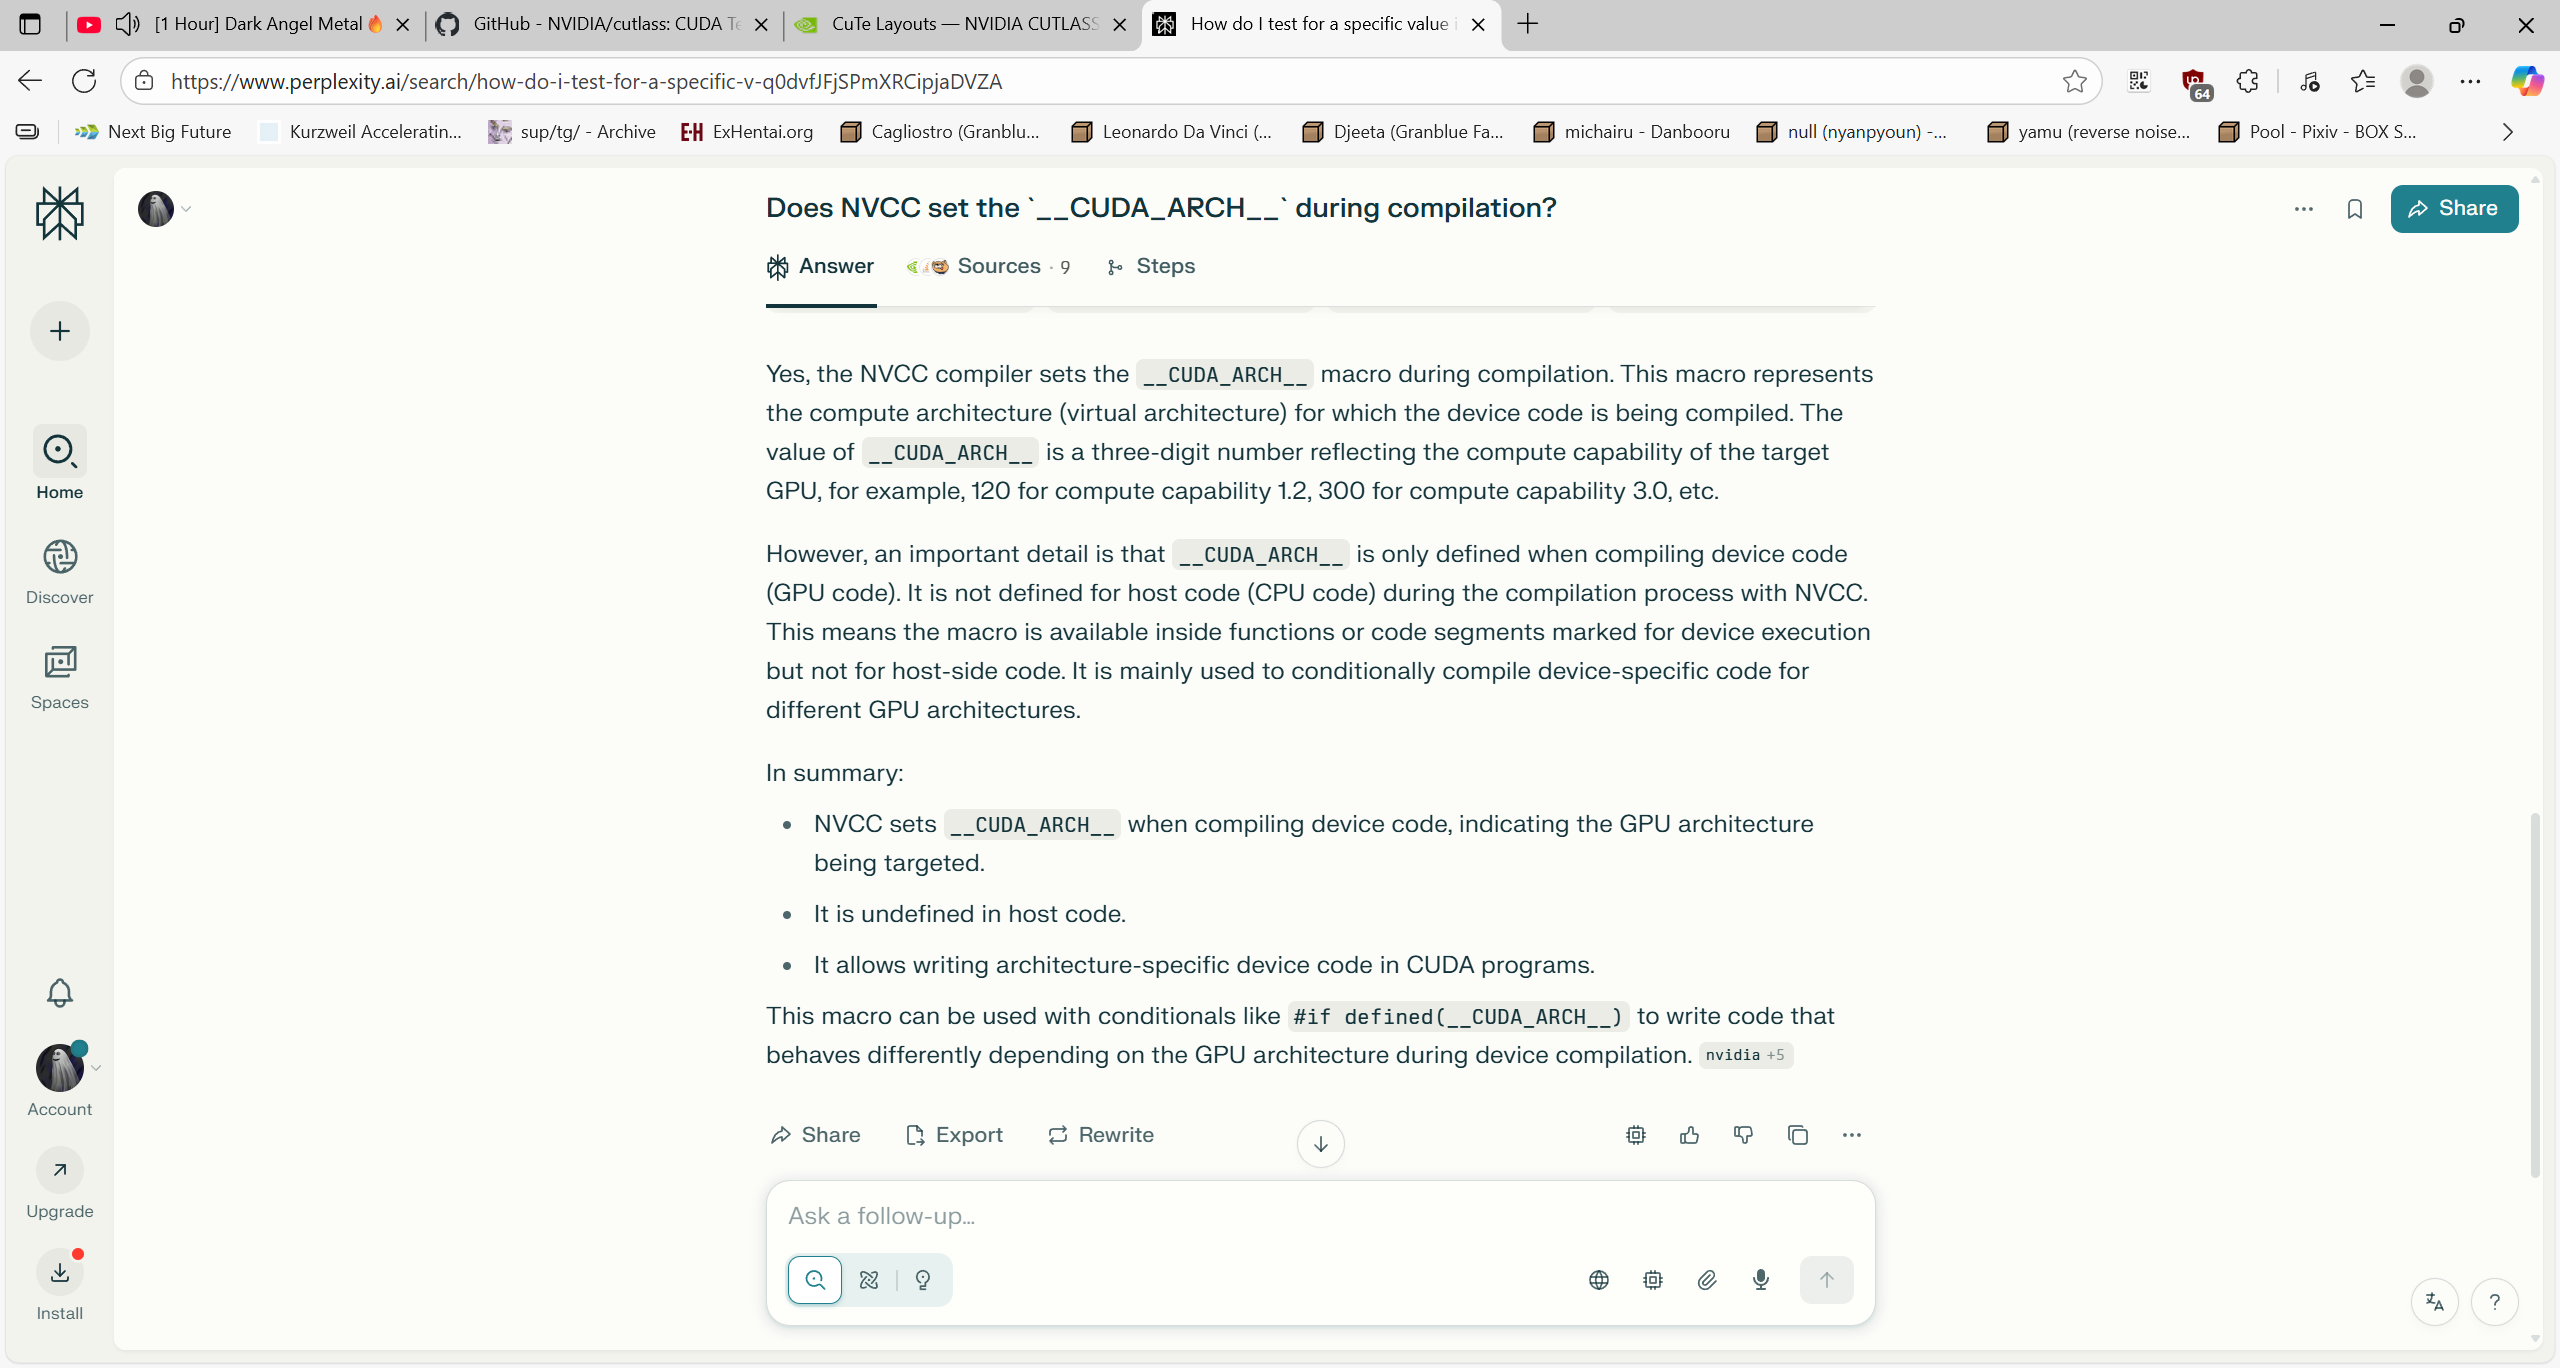 [1 Hour] Dark Angel Metal🔥
GitHub - NVIDIA/cutlass: CUDA Te
CuTe Layouts — NVIDIA CUTLASS
How do I test for a specific value i
https://www.perplexity.ai/search/how-do-i-test-for-a-specific-v-q0dvfJFjSPmXRCipjaDVZA
64
Next Big Future
Kurzweil Acceleratin...
sup/tg/ - Archive
E-H ExHentai.org
Cagliostro (Granblu...
Leonardo Da Vinci (...
Djeeta (Granblue Fa...
michairu - Danbooru
null (nyanpyoun) -...
yamu (reverse noise...
Pool - Pixiv - BOX S...
Home
Discover
Spaces
Account
Upgrade
Install
Does NVCC set the `__CUDA_ARCH__` during compilation?
Share
Answer
Sources · 9
Steps
Yes, the NVCC compiler sets the __CUDA_ARCH__ macro during compilation. This macro represents
the compute architecture (virtual architecture) for which the device code is being compiled. The
value of __CUDA_ARCH__ is a three-digit number reflecting the compute capability of the target
GPU, for example, 120 for compute capability 1.2, 300 for compute capability 3.0, etc.
However, an important detail is that __CUDA_ARCH__ is only defined when compiling device code
(GPU code). It is not defined for host code (CPU code) during the compilation process with NVCC.
This means the macro is available inside functions or code segments marked for device execution
but not for host-side code. It is mainly used to conditionally compile device-specific code for
different GPU architectures.
In summary:
• NVCC sets __CUDA_ARCH__ when compiling device code, indicating the GPU architecture
being targeted.
• It is undefined in host code.
• It allows writing architecture-specific device code in CUDA programs.
This macro can be used with conditionals like #if defined(__CUDA_ARCH__) to write code that
behaves differently depending on the GPU architecture during device compilation. nvidia +5
Share
Export
Rewrite
Ask a follow-up...
?